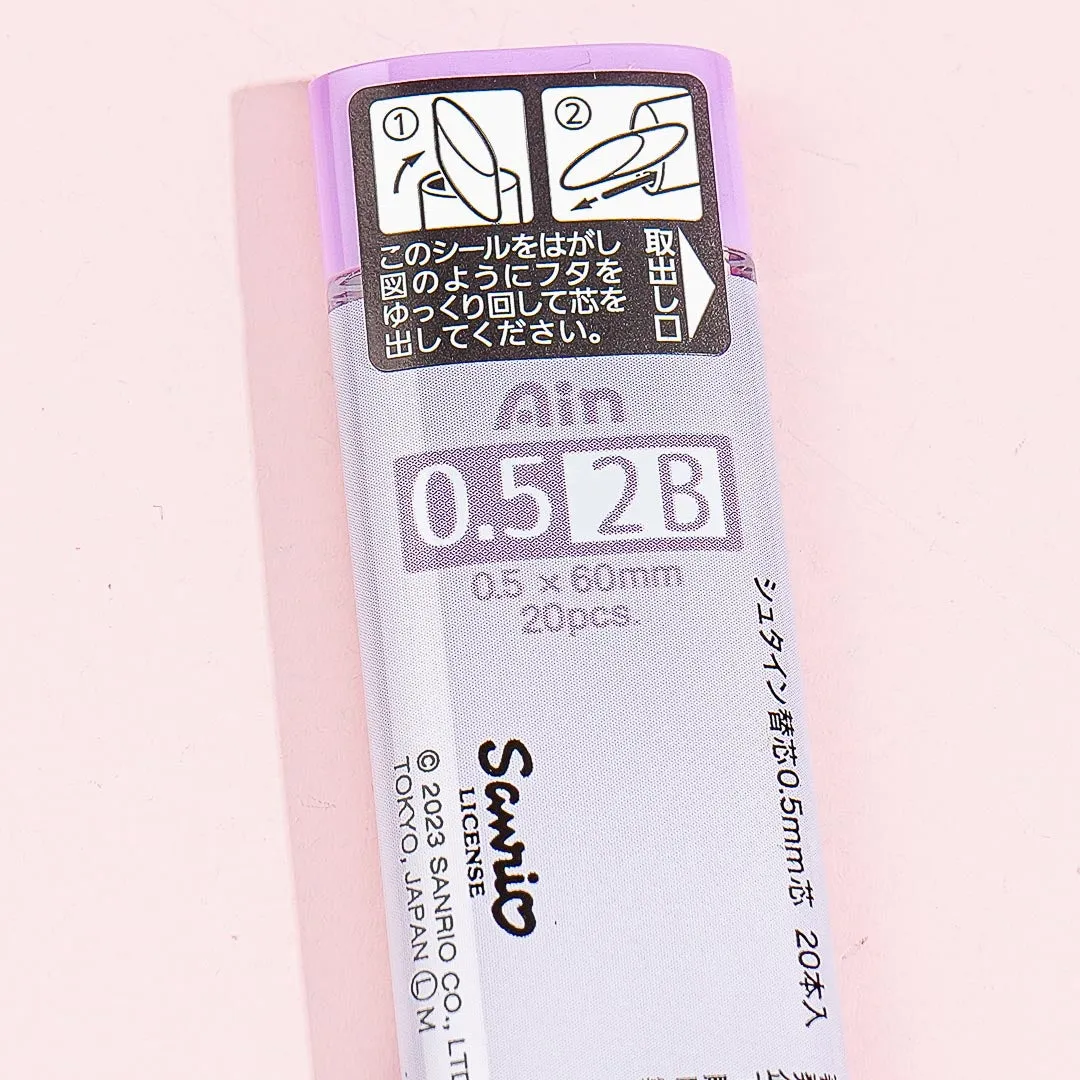 ①
②
このシールをはがし
図のようにフタを
ゆっくり回して芯を
出してください。
取出し口
Ain
0.5 2B
0.5 × 60mm
20pcs.
シュタイン替芯0.5mm芯 20本入
Sanrio
LICENSE
© 2023 SANRIO CO., LTD
TOKYO, JAPAN Ⓛ M